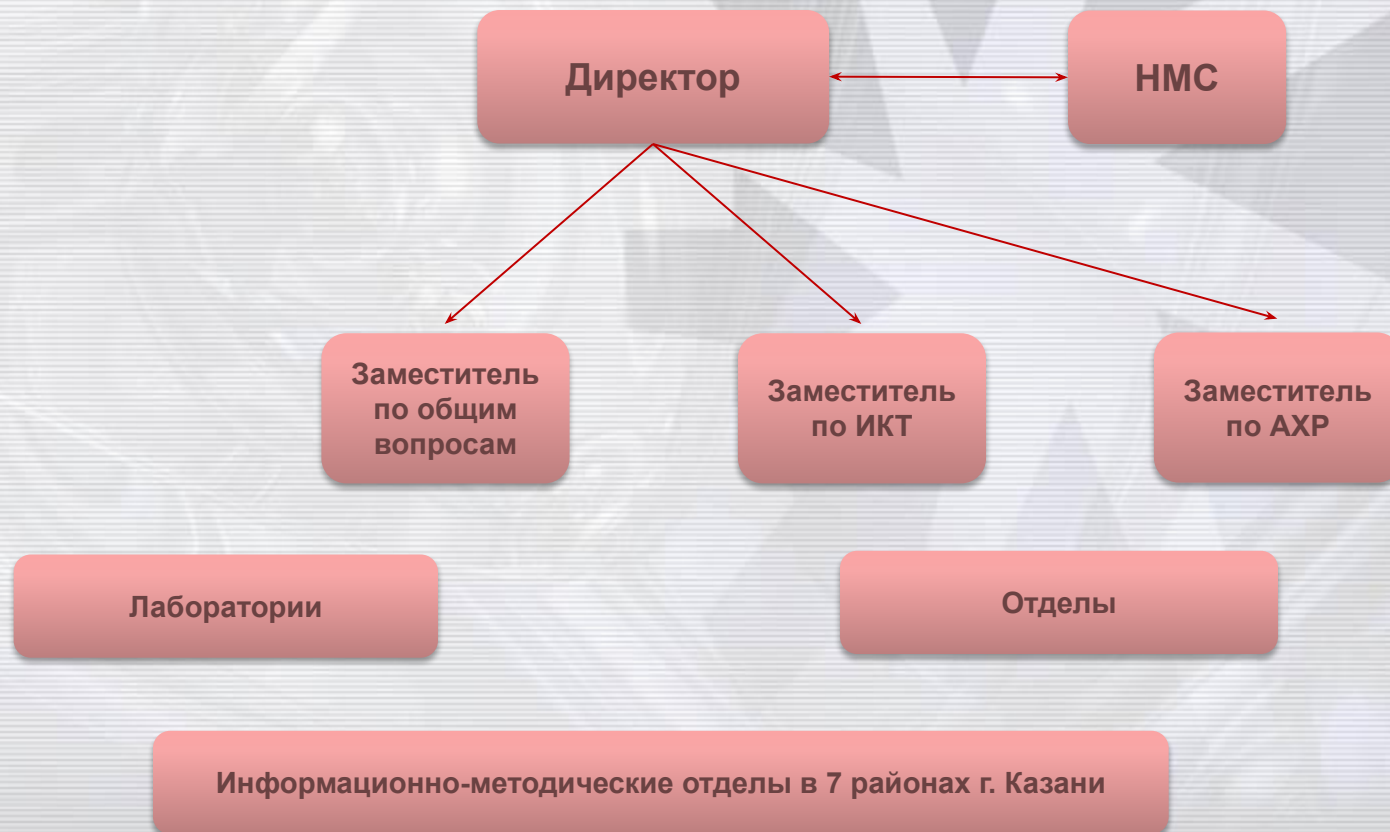 Директор
НМС
Заместитель
по общим
вопросам
Заместитель
по ИКТ
Заместитель
по АХР
Лаборатории
Отделы
Информационно-методические отделы в 7 районах г. Казани